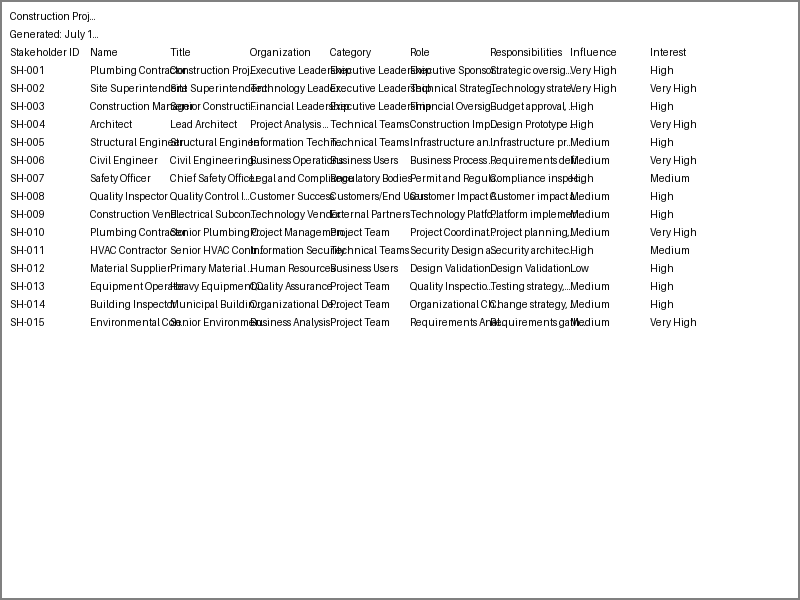 Construction Proj...
Generated: July 1...
Stakeholder ID Name Title Organization Category Role Responsibilities Influence Interest
SH-001 Plumbing Contractor Construction Proj... Executive Leadership Executive Leadership Executive Sponsor Strategic oversig... Very High High
SH-002 Site Superintendent Site Superintendent Technology Leader... Executive Leadership Technical Strateg... Technology strate... Very High Very High
SH-003 Construction Manager Senior Constructi... Financial Leadership Executive Leadership Financial Oversig... Budget approval, ... High High
SH-004 Architect Lead Architect Project Analysis ... Technical Teams Construction Imp... Design Prototype ... High Very High
SH-005 Structural Engineer Structural Engineer Information Techn... Technical Teams Infrastructure an... Infrastructure pr... Medium High
SH-006 Civil Engineer Civil Engineering... Business Operations Business Users Business Process ... Requirements def... Medium Very High
SH-007 Safety Officer Chief Safety Officer Legal and Compliance Regulatory Bodies Permit and Regul... Compliance inspec... High Medium
SH-008 Quality Inspector Quality Control I... Customer Success Customers/End Users Customer Impact Customer impact Medium High
SH-009 Construction Electrical Subcon... Technology Vendor External Partners Technology Platfo... Platform impleme... Medium High
SH-010 Plumbing Contractor Senior Plumbing Project Managemen... Project Team Project Coordinat... Project planning,... Medium Very High
SH-011 HVAC Contractor Senior HVAC Contr... Information Security Technical Teams Security Design a... Security architec... High Medium
SH-012 Material Supplier Primary Material ... Human Resources Business Users Design Validation Design Validation Low High
SH-013 Equipment Operator Heavy Equipment Quality Assurance Project Team Quality Inspectio... Testing strategy,... Medium High
SH-014 Building Inspector Municipal Buildin... Organizational De... Project Team Organizational Ch... Change strategy, ... Medium High
SH-015 Environmental Con... Senior Environmen... Business Analysis Project Team Requirements Anal... Requirements gath... Medium Very High